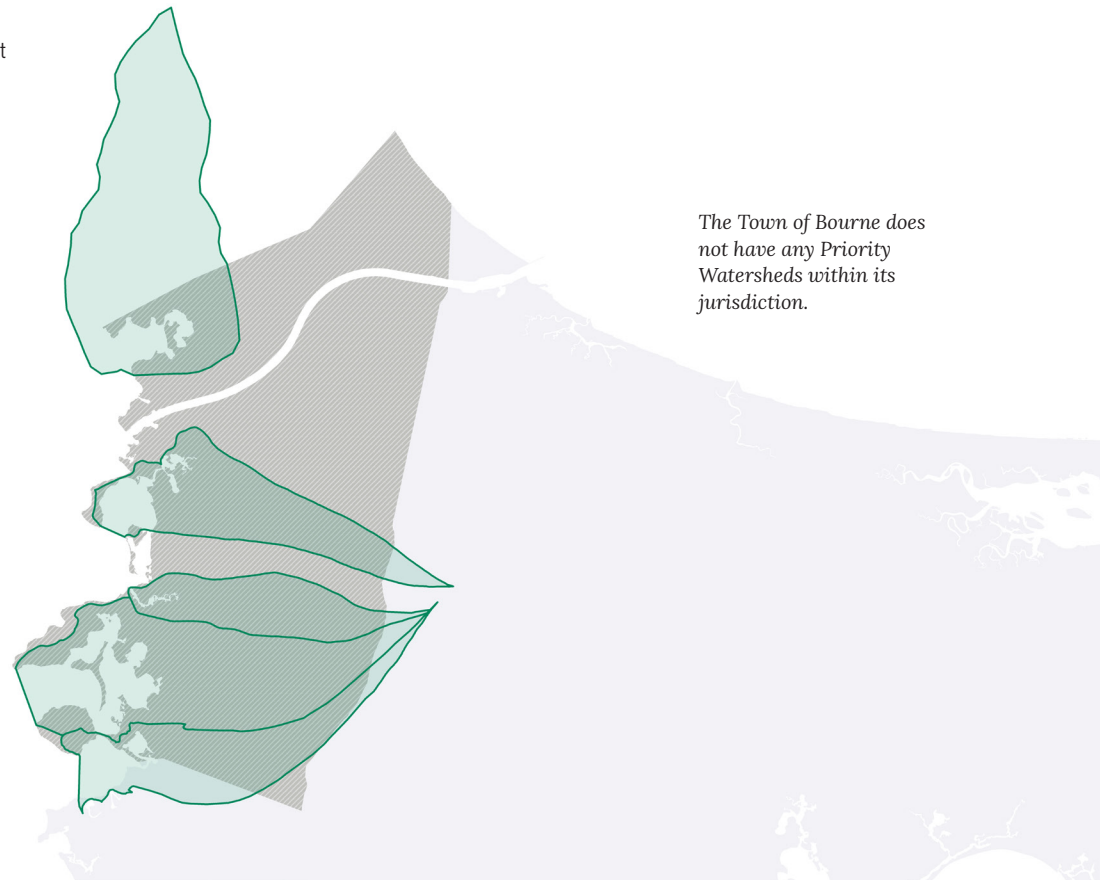 t
The Town of Bourne does
not have any Priority
Watersheds within its
jurisdiction.